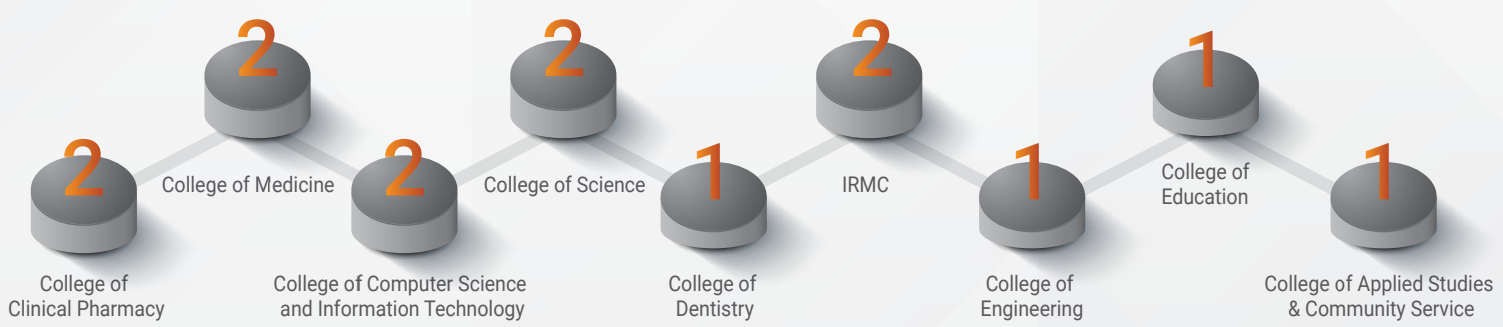 2
College of
Clinical Pharmacy
2
College of Medicine
2
College of Computer Science
and Information Technology
2
College of Science
1
College of
Dentistry
2
IRMC
1
College of
Engineering
1
College of
Education
1
College of Applied Studies
& Community Service